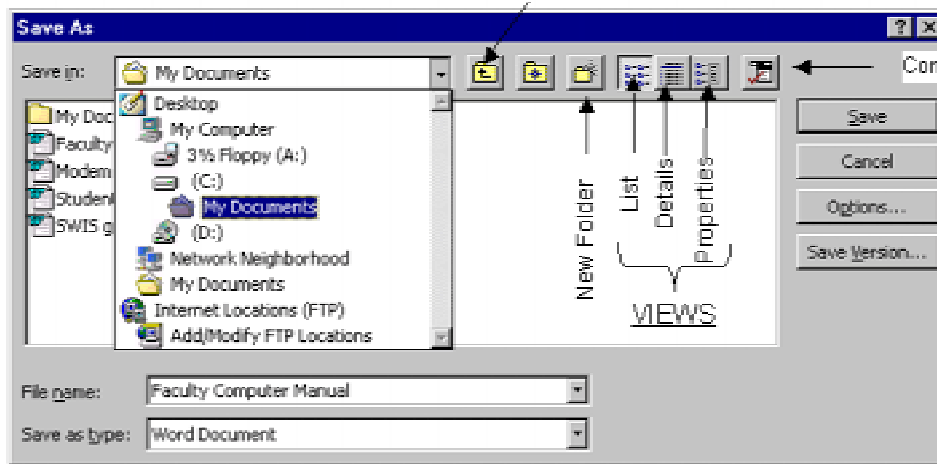 Save As
Save in: My Documents
Con
Desktop
My Computer
3½ Floppy (A:)
(C:)
My Documents
(D:)
Network Neighborhood
My Documents
Internet Locations (FTP)
Add/Modify FTP Locations
My Doc
Faculty
Modem
Student
SWIS g
New Folder
List
Details
Properties
VIEWS
Save
Cancel
Options...
Save Version...
File name: Faculty Computer Manual
Save as type: Word Document